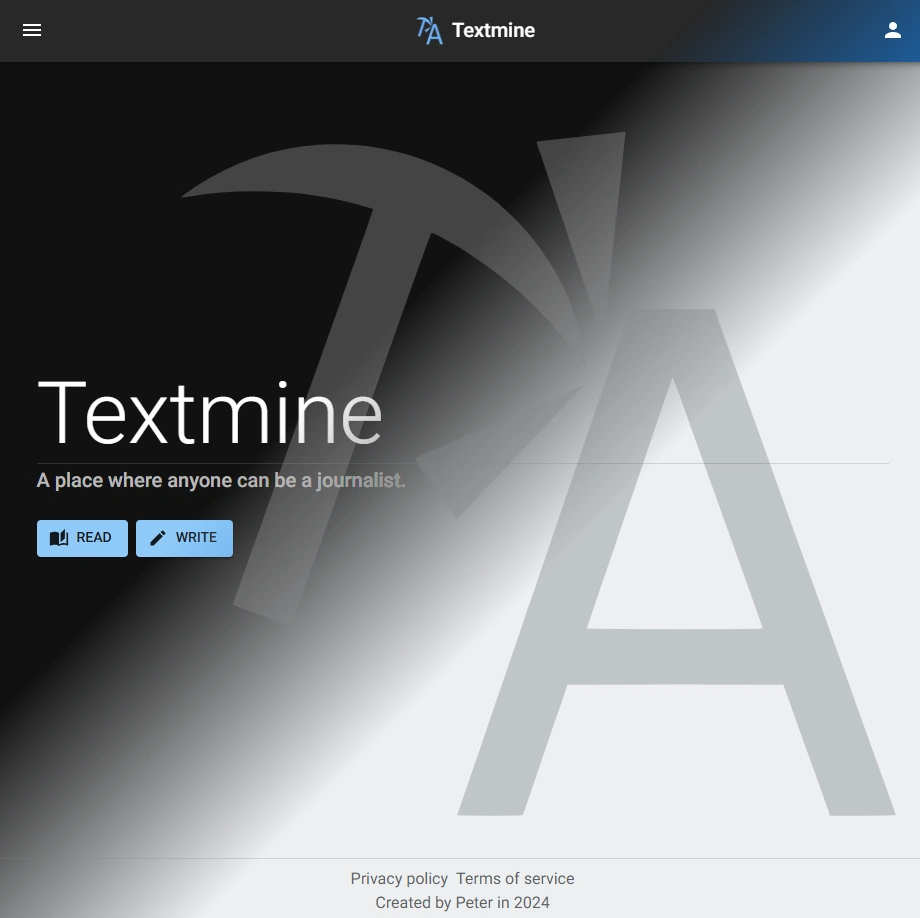 Textmine
Textmine
A place where anyone can be a journalist.
READ WRITE
Privacy policy Terms of service
Created by Peter in 2024